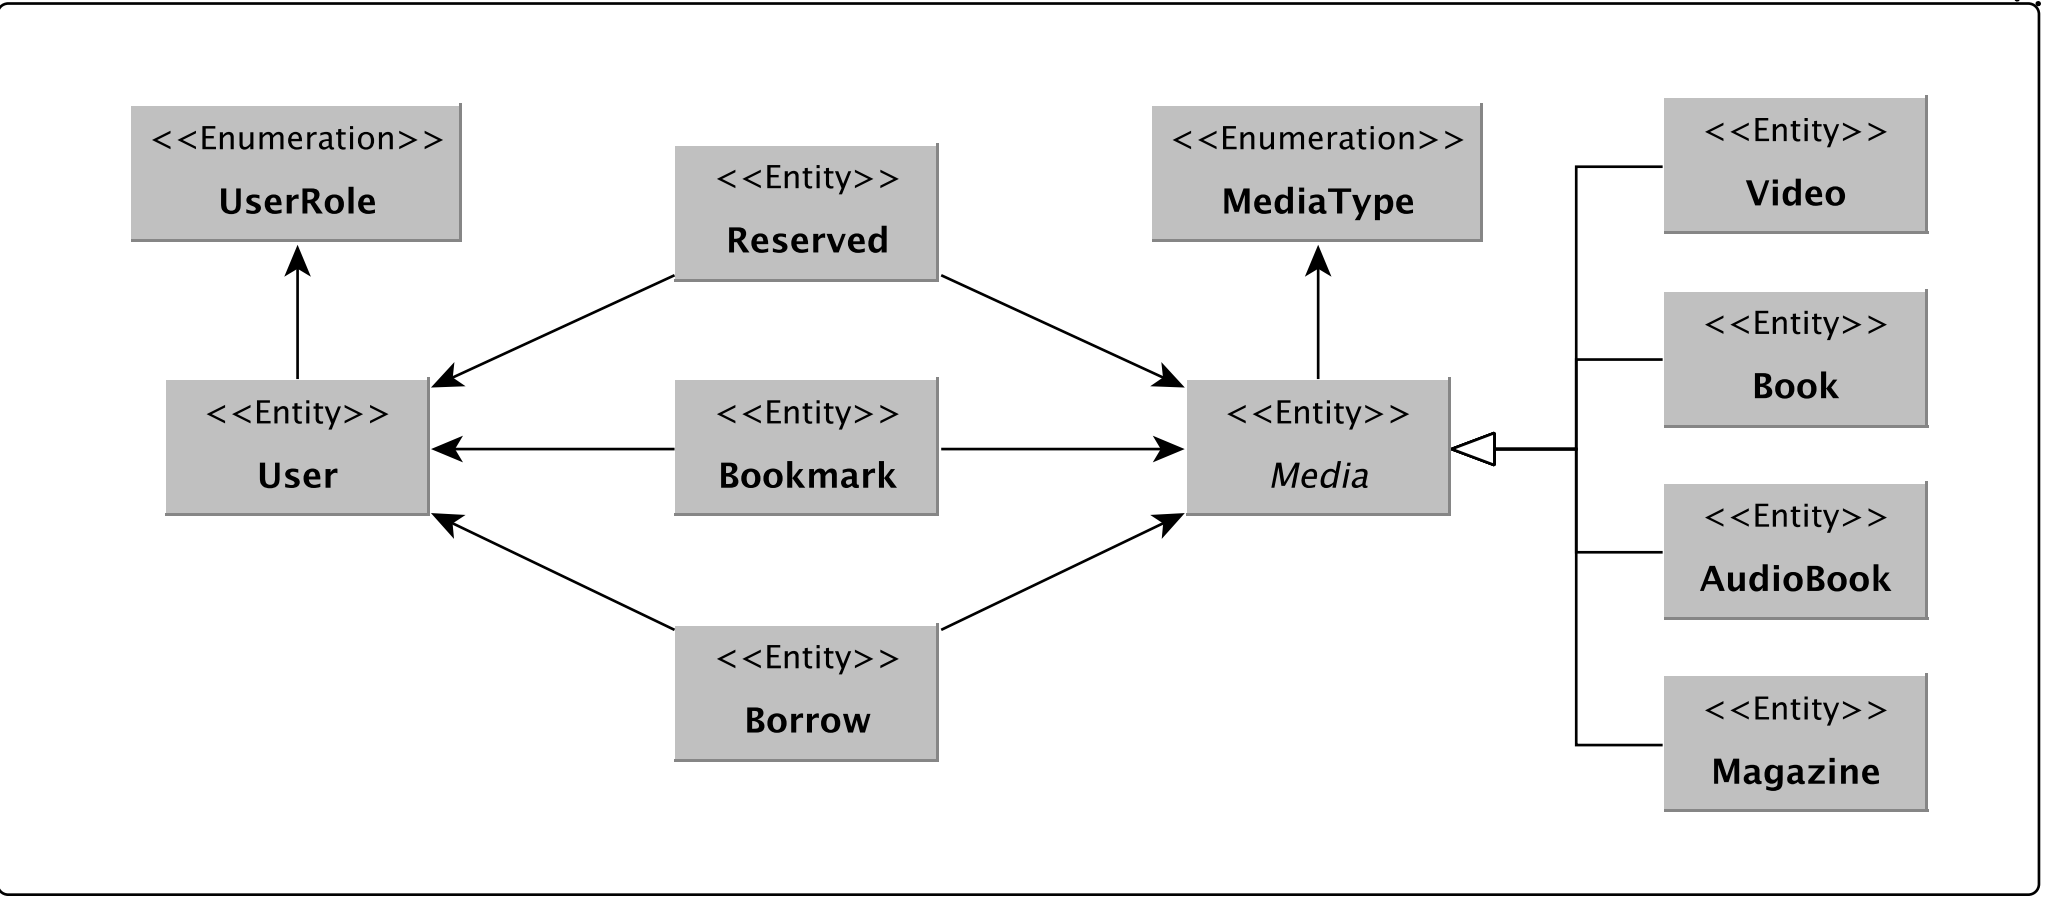 <<Enumeration>>
UserRole
<<Entity>>
Reserved
<<Enumeration>>
MediaType
<<Entity>>
Video
<<Entity>>
Book
<<Entity>>
User
<<Entity>>
Bookmark
<<Entity>>
Media
<<Entity>>
AudioBook
<<Entity>>
Borrow
<<Entity>>
Magazine